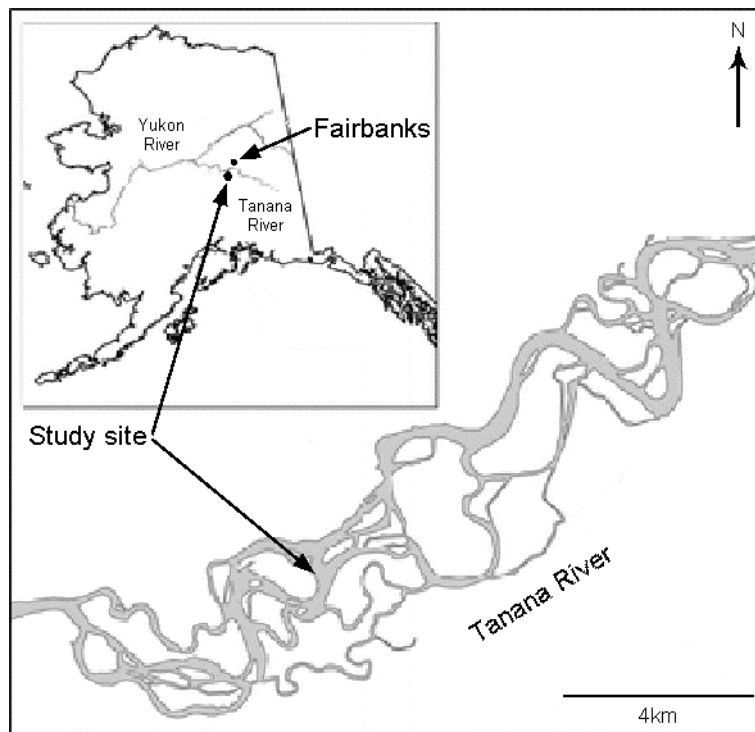 N
Yukon
River
Fairbanks
Tanana
River
Study site
Tanana River
4km